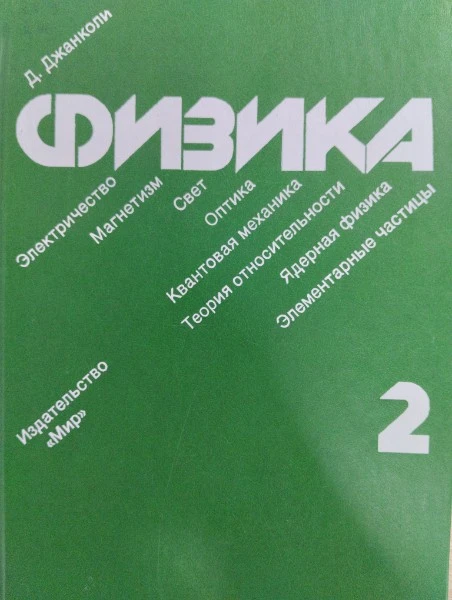 Д. Джанколи
ФИЗИКА
Электричество
Магнетизм
Свет
Оптика
Квантовая механика
Теория относительности
Ядерная физика
Элементарные частицы
Издательство
«Мир»
2